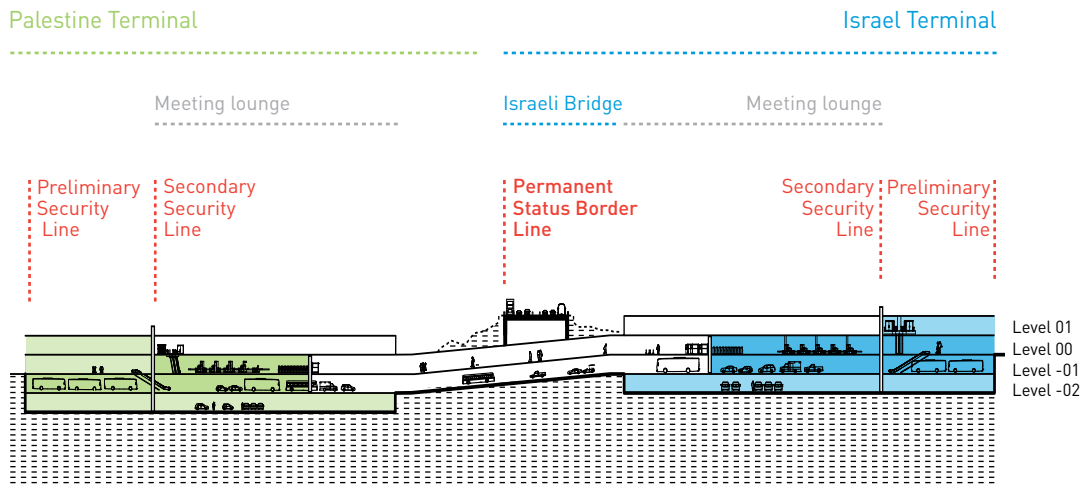 Palestine Terminal
Israel Terminal
Meeting lounge
Israeli Bridge
Meeting lounge
Preliminary
Security
Line
Secondary
Security
Line
Permanent
Status Border
Line
Secondary
Security
Line
Preliminary
Security
Line
Level 01
Level 00
Level -01
Level -02